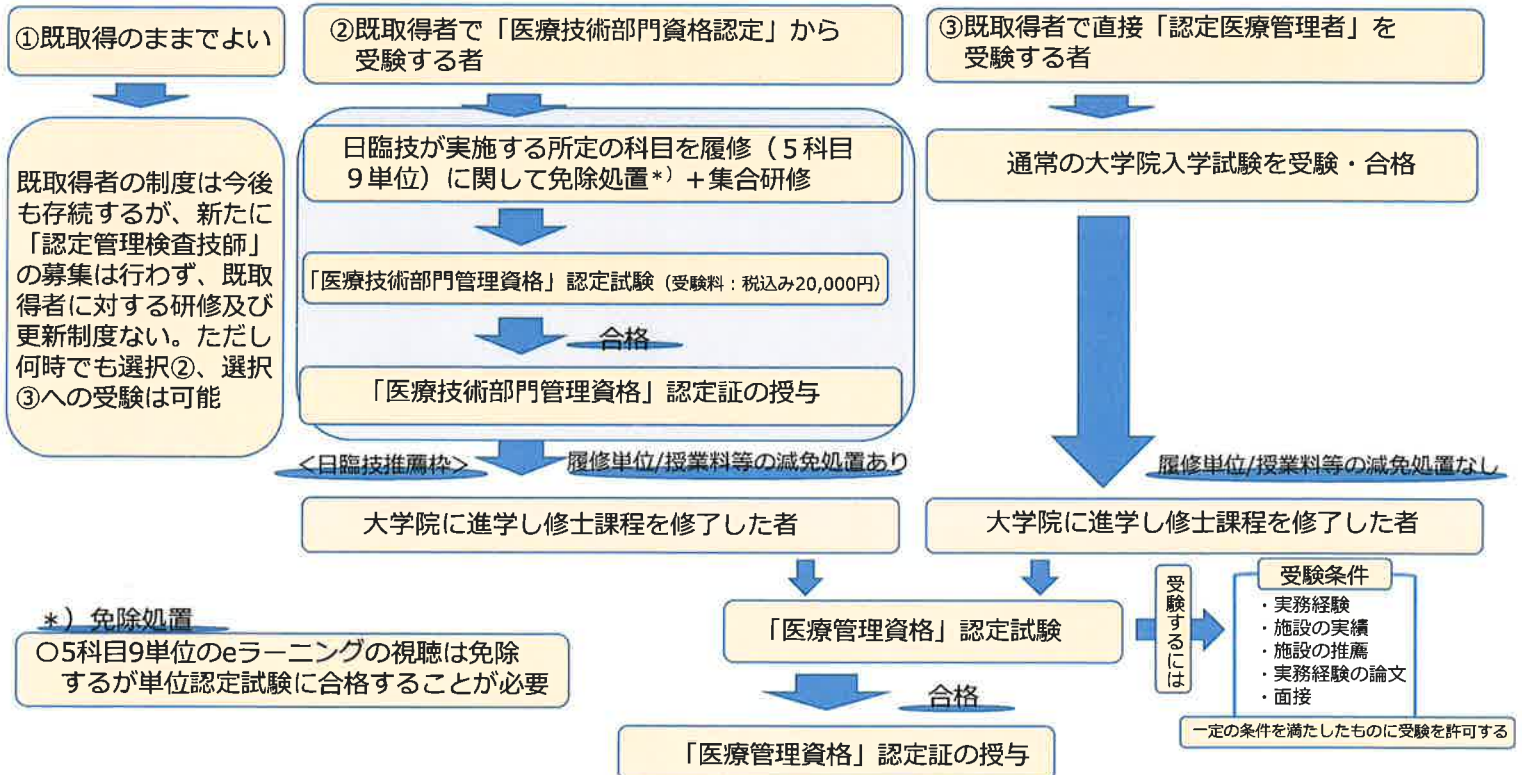 ①既取得のままでよい
既取得者の制度は今後
も存続するが、新たに
「認定管理検査技師」
の募集は行わず、既取
得者に対する研修及び
更新制度ない。ただし
何時でも選択②、選択
③への受験は可能
②既取得者で「医療技術部門資格認定」から
受験する者
日臨技が実施する所定の科目を履修（５科目
９単位）に関して免除処置*）＋集合研修
「医療技術部門管理資格」認定試験（受験料：税込み20,000円）
合格
「医療技術部門管理資格」認定証の授与
<日臨技推薦枠>
履修単位/授業料等の減免処置あり
大学院に進学し修士課程を修了した者
③既取得者で直接「認定医療管理者」を
受験する者
通常の大学院入学試験を受験・合格
履修単位/授業料等の減免処置なし
大学院に進学し修士課程を修了した者
「医療管理資格」認定試験
受験するには
受験条件
・実務経験
・施設の実績
・施設の推薦
・実務経験の論文
・面接
一定の条件を満たしたものに受験を許可する
合格
「医療管理資格」認定証の授与
*）免除処置
〇5科目9単位のeラーニングの視聴は免除
するが単位認定試験に合格することが必要